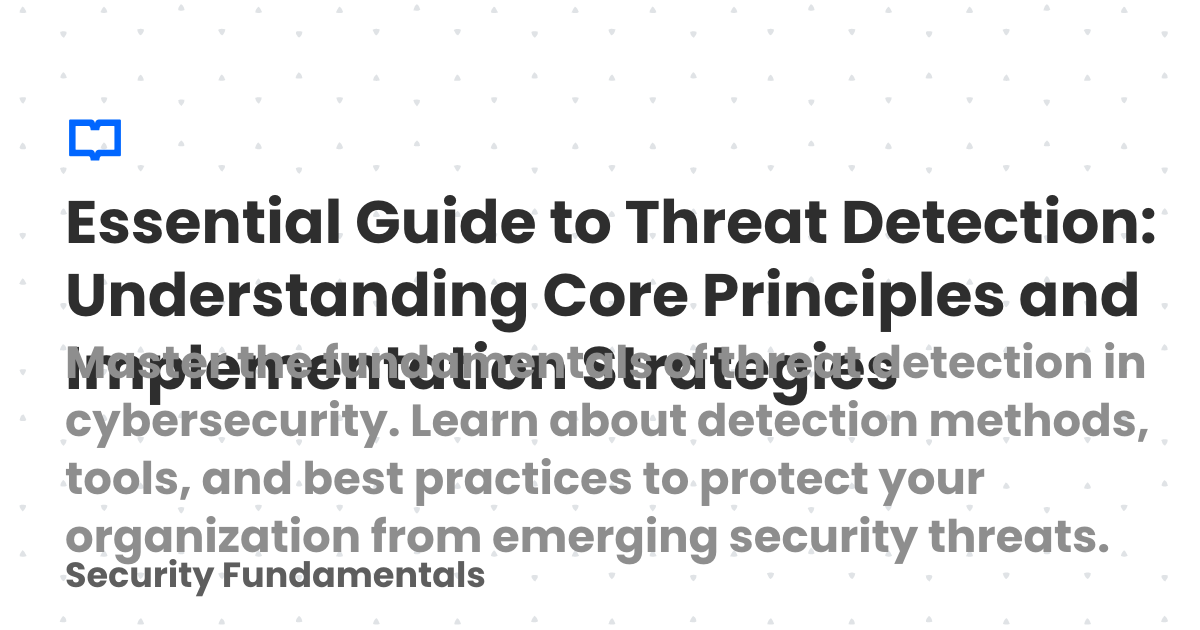 Essential Guide to Threat Detection:
Understanding Core Principles and
Implementation Strategies
Master the fundamentals of threat detection in
cybersecurity. Learn about detection methods,
tools, and best practices to protect your
organization from emerging security threats.
Security Fundamentals